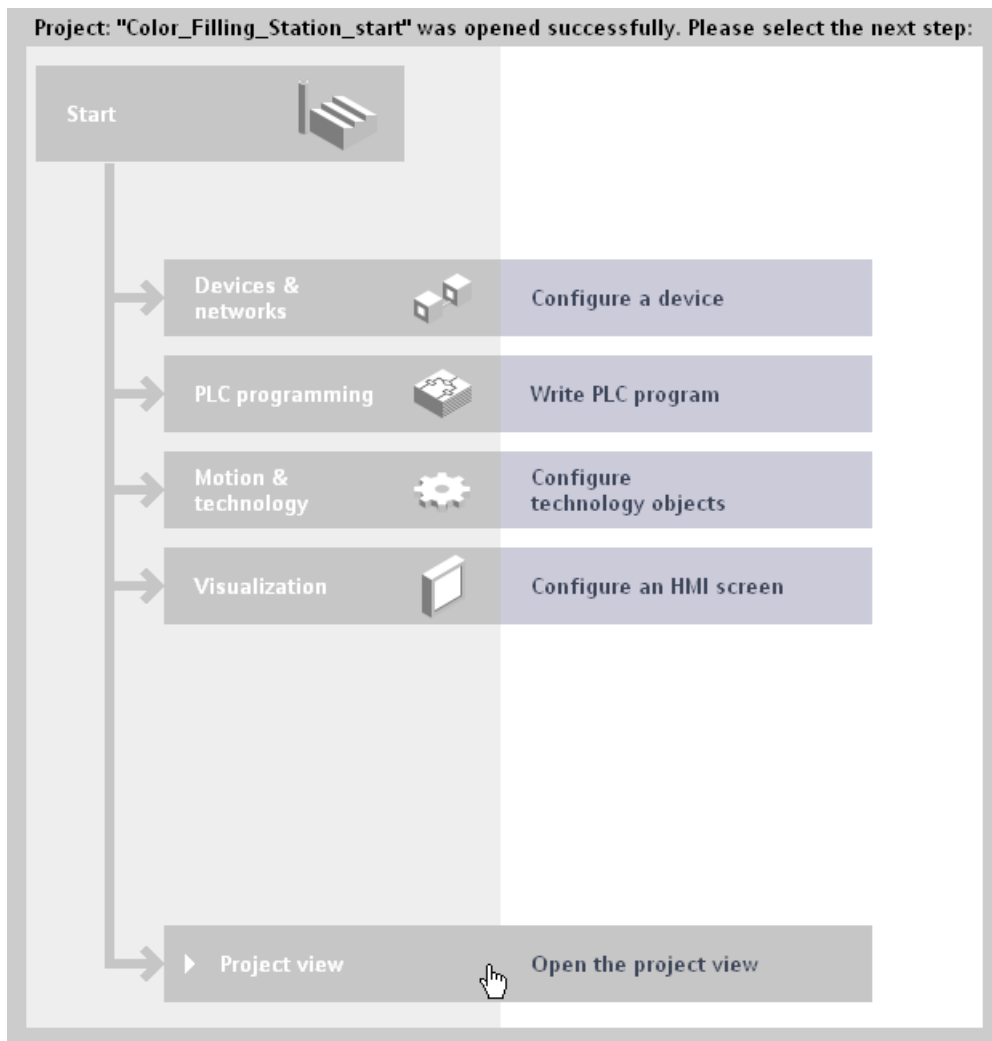 Project: "Color_Filling_Station_start" was opened successfully. Please select the next step:
Start
Devices &
networks
Configure a device
PLC programming
Write PLC program
Motion &
technology
Configure
technology objects
Visualization
Configure an HMI screen
Project view
Open the project view